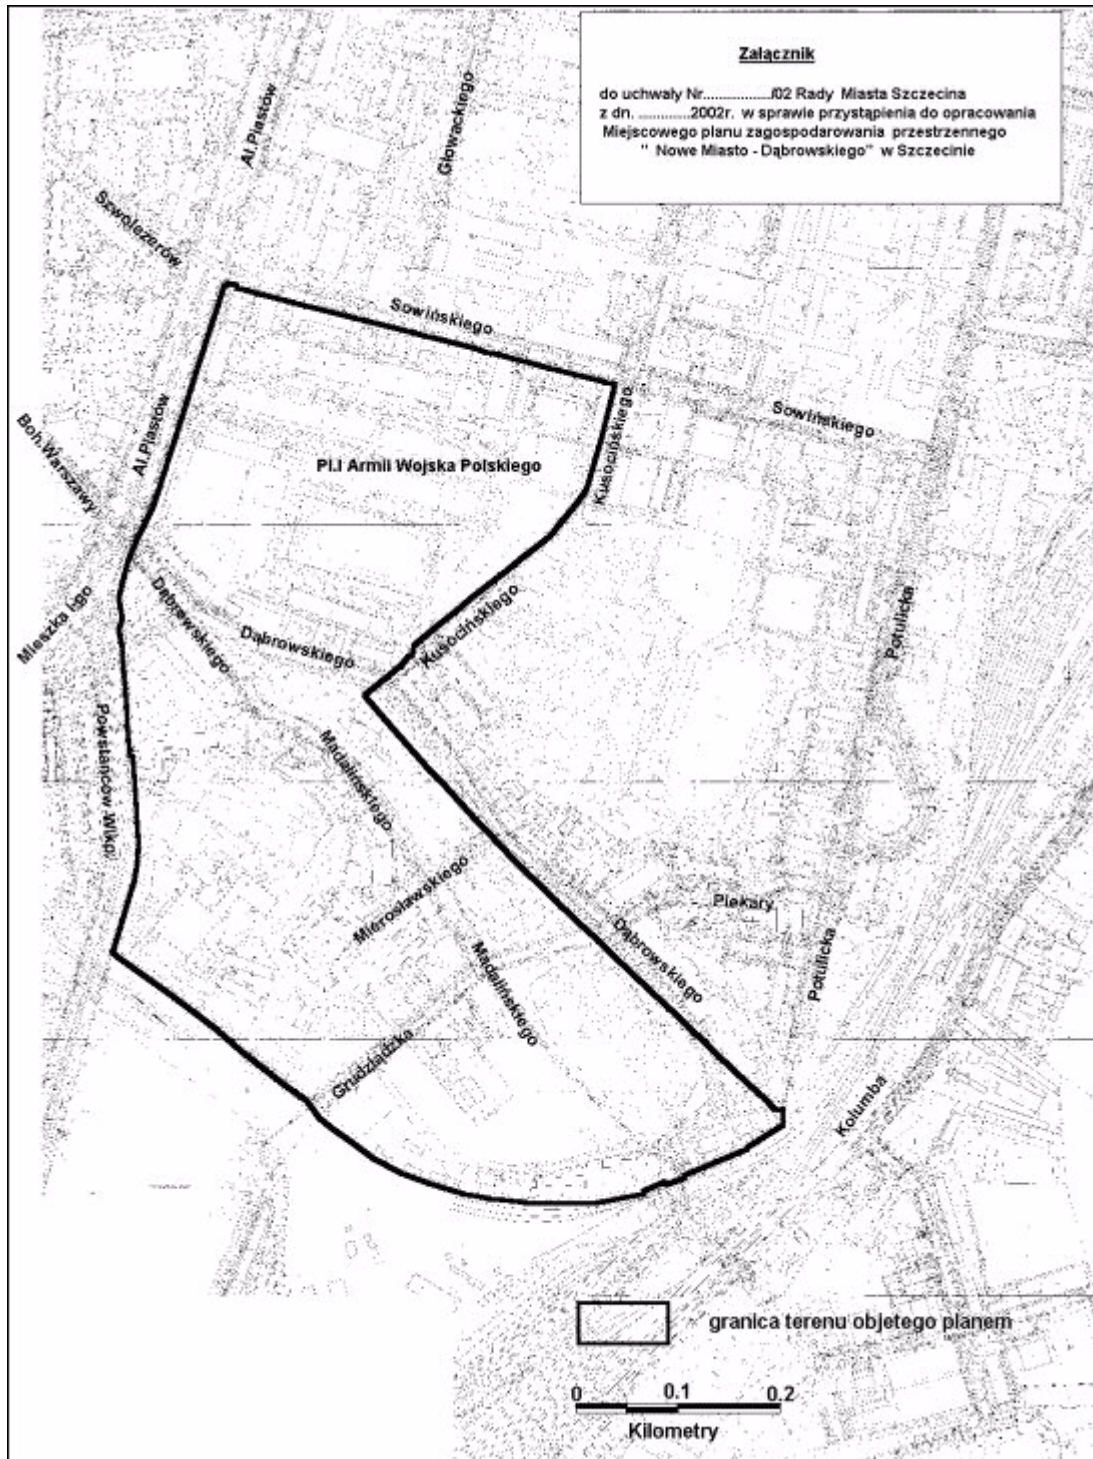 Załącznik
do uchwały Nr................./02 Rady Miasta Szczecina
z dn. .............2002r. w sprawie przystąpienia do opracowania
Miejscowego planu zagospodarowania przestrzennego
" Nowe Miasto - Dąbrowskiego" w Szczecinie
Al.Piastów
Głowackiego
Szwoleżerów
Sowińskiego
Kusocińskiego
Sowińskiego
Al.Piastów
Boh.Warszawy
Pl.I Armii Wojska Polskiego
Mieszka I-go
Dąbrowskiego
Dąbrowskiego
Kusocińskiego
Potulicka
Powstańców Wlkp.
Madalińskiego
Mierosławskiego
Piekary
Dąbrowskiego
Potulicka
Madalińskiego
Grudziądzka
Kolumba
granica terenu objetego planem
0 0.1 0.2
Kilometry